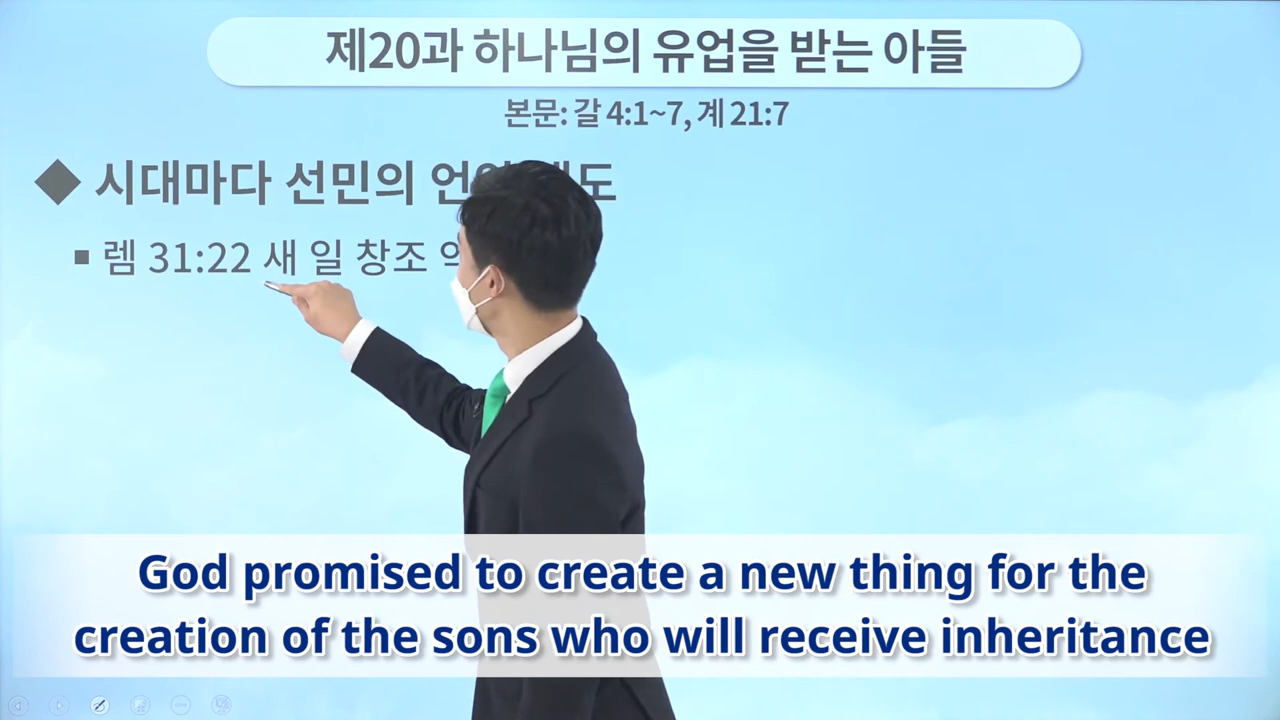 제20과 하나님의 유업을 받는 아들
본문: 갈 4:1~7, 계 21:7
◆ 시대마다 선민의
▪ 렘 31:22 새 일 창조
God promised to create a new thing for the
creation of the sons who will receive inheritance